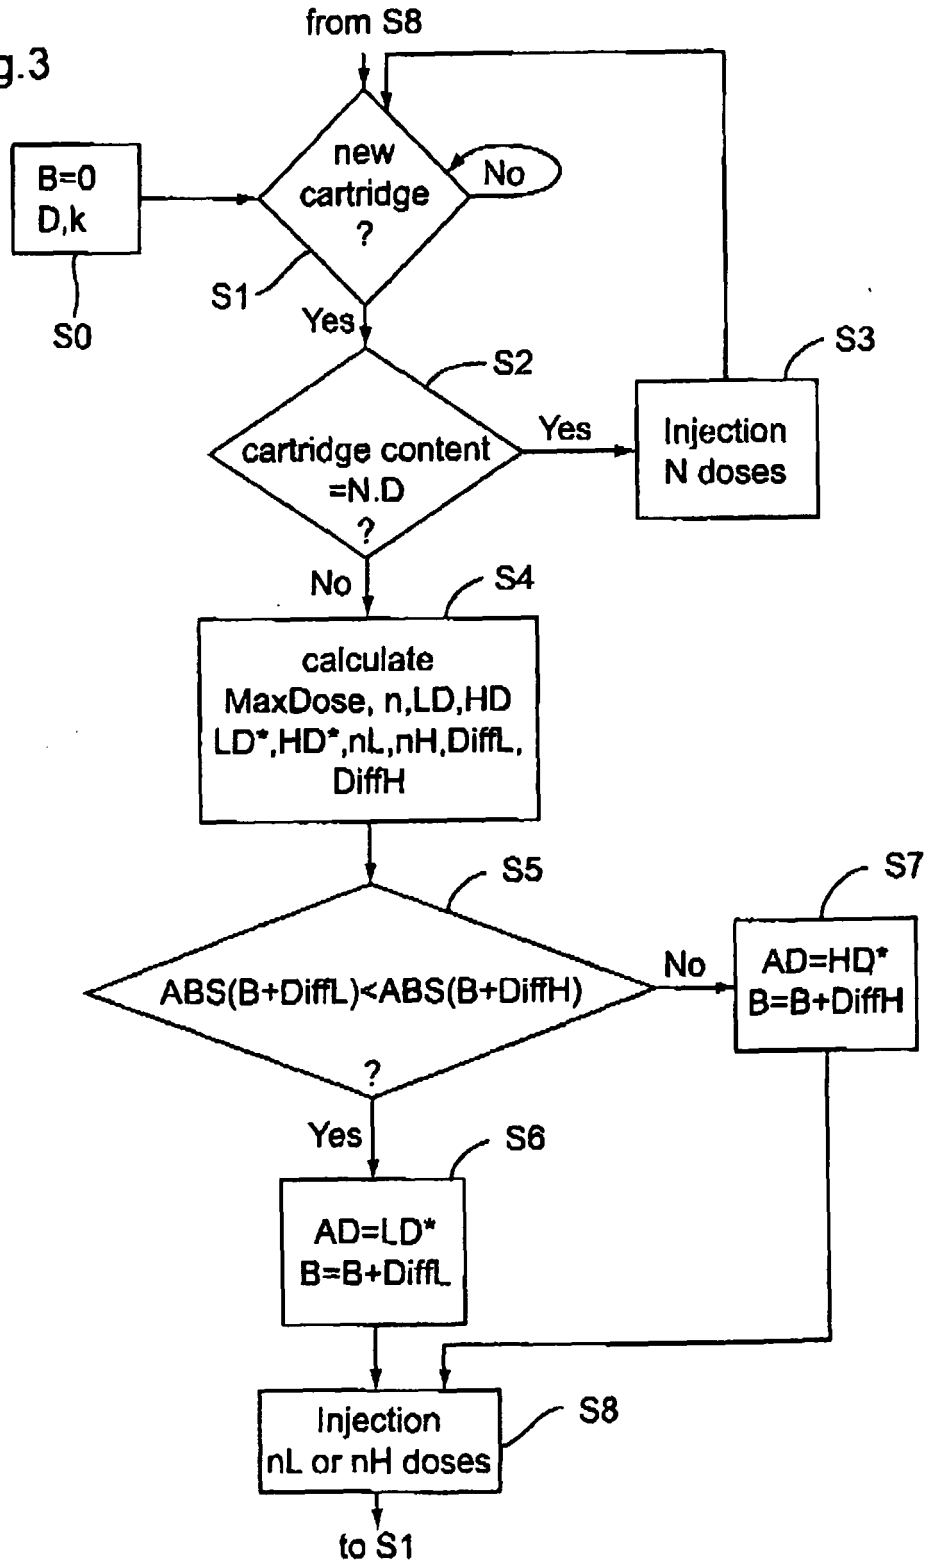 from S8
g.3
B=0
D,k
S0
new
cartridge
?
No
S1
Yes
S2
cartridge content
=N.D
?
Yes
S3
Injection
N doses
No
S4
calculate
MaxDose, n,LD,HD
LD*,HD*,nL,nH,DiffL,
DiffH
S5
ABS(B+DiffL)<ABS(B+DiffH)
?
No
S7
AD=HD*
B=B+DiffH
Yes
S6
AD=LD*
B=B+DiffL
Injection
nL or nH doses
S8
to S1